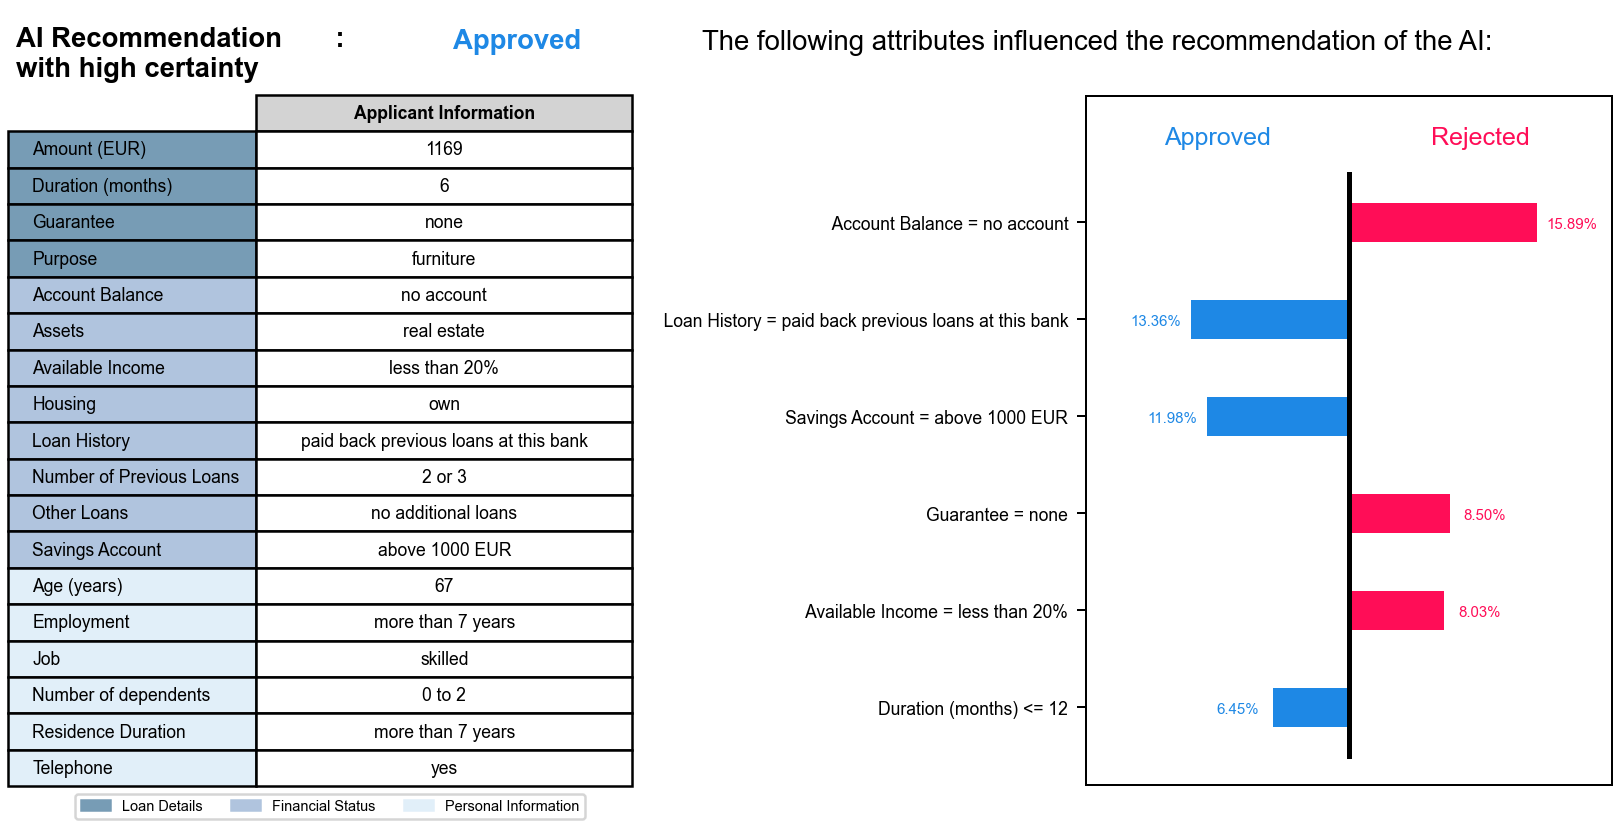 AI Recommendation : Approved
with high certainty
The following attributes influenced the recommendation of the AI:
Applicant Information
Amount (EUR) 1169
Duration (months) 6
Guarantee none
Purpose furniture
Account Balance no account
Assets real estate
Available Income less than 20%
Housing own
Loan History paid back previous loans at this bank
Number of Previous Loans 2 or 3
Other Loans no additional loans
Savings Account above 1000 EUR
Age (years) 67
Employment more than 7 years
Job skilled
Number of dependents 0 to 2
Residence Duration more than 7 years
Telephone yes
Loan Details Financial Status Personal Information
Approved Rejected
Account Balance = no account 15.89%
Loan History = paid back previous loans at this bank 13.36%
Savings Account = above 1000 EUR 11.98%
Guarantee = none 8.50%
Available Income = less than 20% 8.03%
Duration (months) <= 12 6.45%